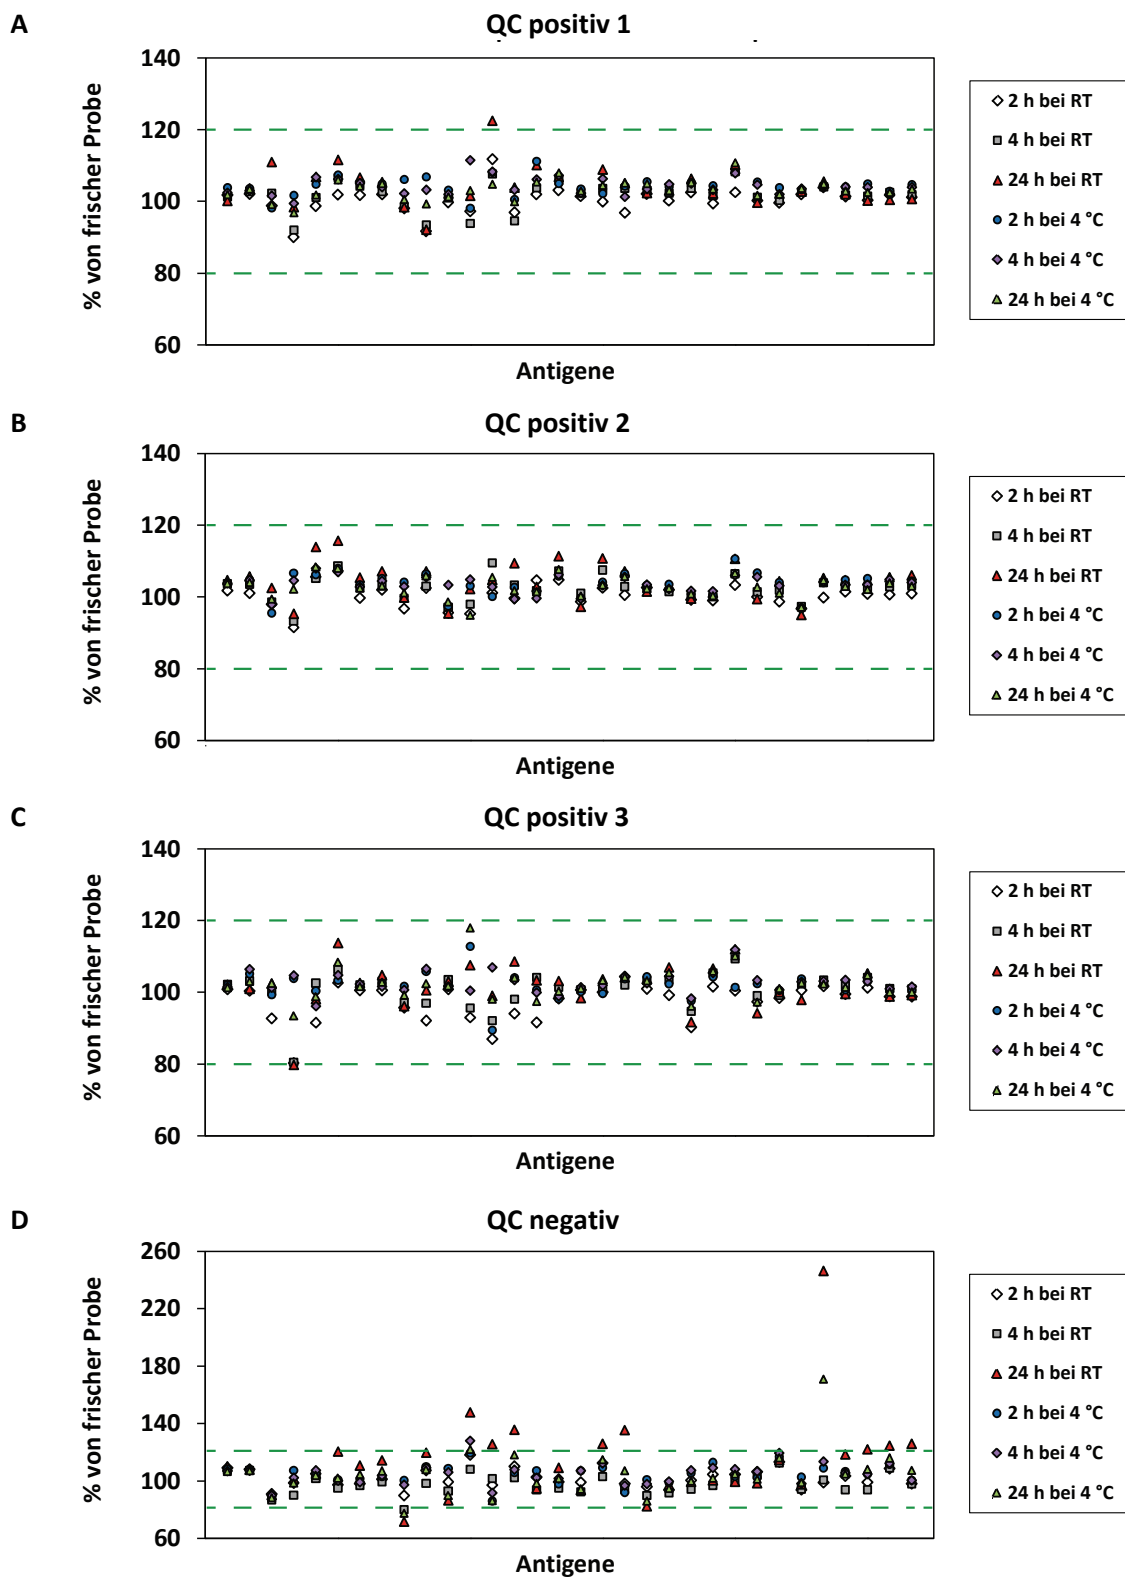 A
QC positiv 1
% von frischer Probe
140
120
100
80
60
Antigene
2 h bei RT
4 h bei RT
24 h bei RT
2 h bei 4 °C
4 h bei 4 °C
24 h bei 4 °C
B
QC positiv 2
% von frischer Probe
140
120
100
80
60
Antigene
2 h bei RT
4 h bei RT
24 h bei RT
2 h bei 4 °C
4 h bei 4 °C
24 h bei 4 °C
C
QC positiv 3
% von frischer Probe
140
120
100
80
60
Antigene
2 h bei RT
4 h bei RT
24 h bei RT
2 h bei 4 °C
4 h bei 4 °C
24 h bei 4 °C
D
QC negativ
% von frischer Probe
260
220
180
140
100
60
Antigene
2 h bei RT
4 h bei RT
24 h bei RT
2 h bei 4 °C
4 h bei 4 °C
24 h bei 4 °C